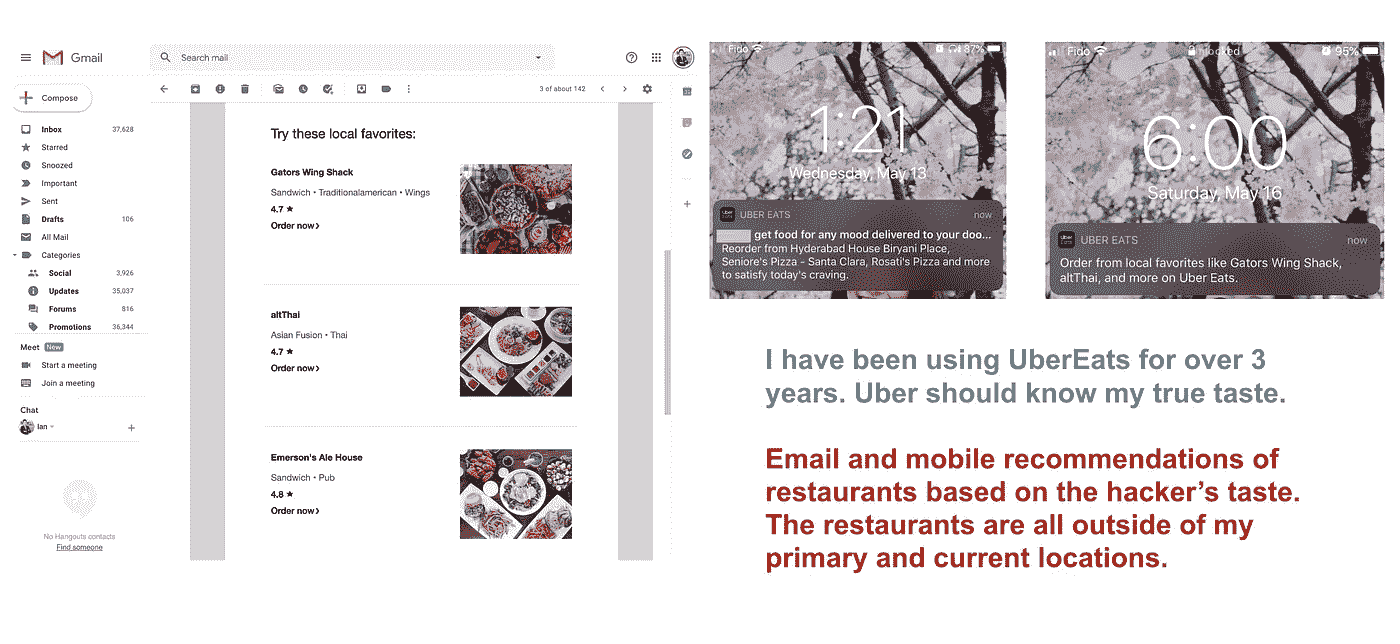 Gmail
Search mail
Compose
3 of about 142
Inbox 37,628
Starred
Snoozed
Important
Sent
Drafts 106
All Mail
Categories
Social 3,926
Updates 35,037
Forums 816
Promotions 36,344
Meet New
Start a meeting
Join a meeting
Chat
Ian
No Hangouts contacts
Find someone
Try these local favorites:
Gators Wing Shack
Sandwich • Traditionalamerican • Wings
4.7 ★
Order now ›
altThai
Asian Fusion • Thai
4.7 ★
Order now ›
Emerson's Ale House
Sandwich • Pub
4.8 ★
Order now ›
Fido 87%
1:21
Wednesday, May 13
UBER EATS now
get food for any mood delivered to your doo...
Reorder from Hyderabad House Biryani Place,
Seniore's Pizza - Santa Clara, Rosati's Pizza and more
to satisfy today's craving.
Fido 95%
6:00
Saturday, May 16
Uber Eats
UBER EATS now
Order from local favorites like Gators Wing Shack,
altThai, and more on Uber Eats.
I have been using UberEats for over 3
years. Uber should know my true taste.
Email and mobile recommendations of
restaurants based on the hacker's taste.
The restaurants are all outside of my
primary and current locations.